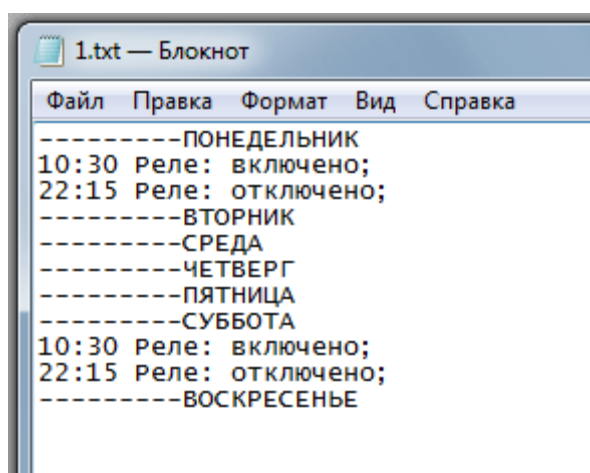 1.txt — Блокнот
Файл Правка Формат Вид Справка
---------ПОНЕДЕЛЬНИК
10:30 Реле: включено;
22:15 Реле: отключено;
---------ВТОРНИК
---------СРЕДА
---------ЧЕТВЕРГ
---------ПЯТНИЦА
---------СУББОТА
10:30 Реле: включено;
22:15 Реле: отключено;
---------ВОСКРЕСЕНЬЕ